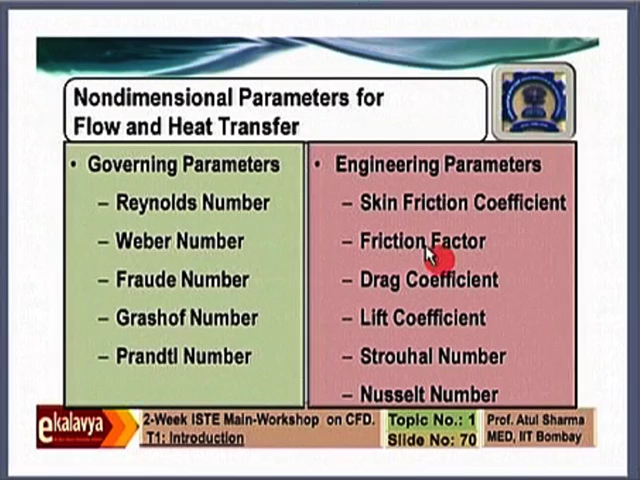 Nondimensional Parameters for
Flow and Heat Transfer
• Governing Parameters
– Reynolds Number
– Weber Number
– Fraude Number
– Grashof Number
– Prandtl Number
• Engineering Parameters
– Skin Friction Coefficient
– Friction Factor
– Drag Coefficient
– Lift Coefficient
– Strouhal Number
– Nusselt Number
ekalavya
2-Week ISTE Main-Workshop on CFD.
T1: Introduction
Topic No.: 1
Slide No: 70
Prof. Atul Sharma
MED, IIT Bombay